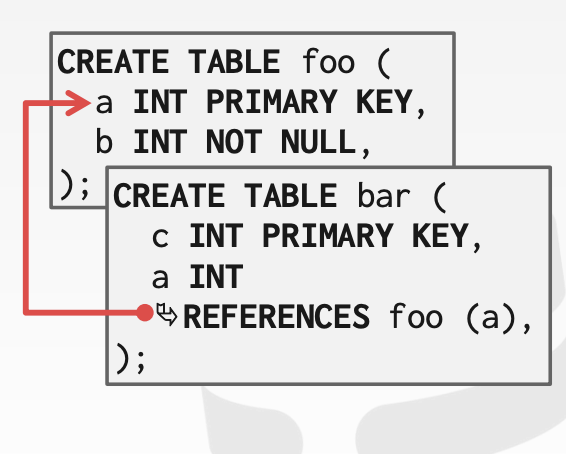 CREATE TABLE foo (
a INT PRIMARY KEY,
b INT NOT NULL,
);
CREATE TABLE bar (
c INT PRIMARY KEY,
a INT
⮱REFERENCES foo (a),
);